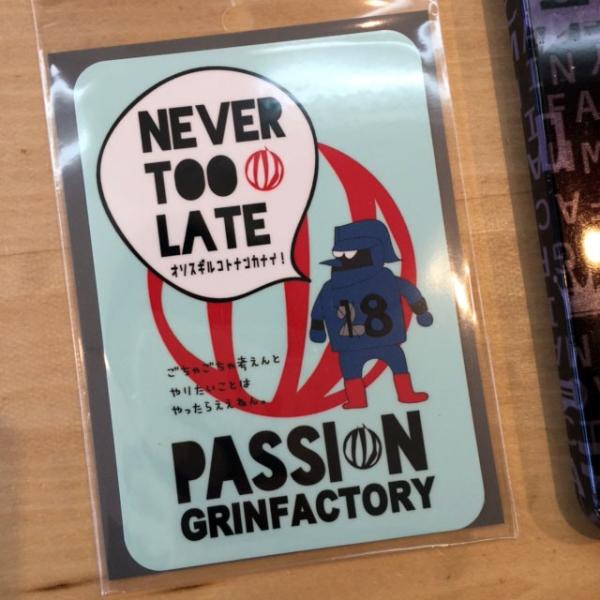 NEVER
TOO
LATE
オソスギルコトナンカナイ!
18
ごちゃごちゃ考えんと
やりたいことは
やったらええねん。
PASSION
GRINFACTORY